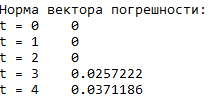 Норма вектора погрешности:
t = 0    0
t = 1    0
t = 2    0
t = 3    0.0257222
t = 4    0.0371186